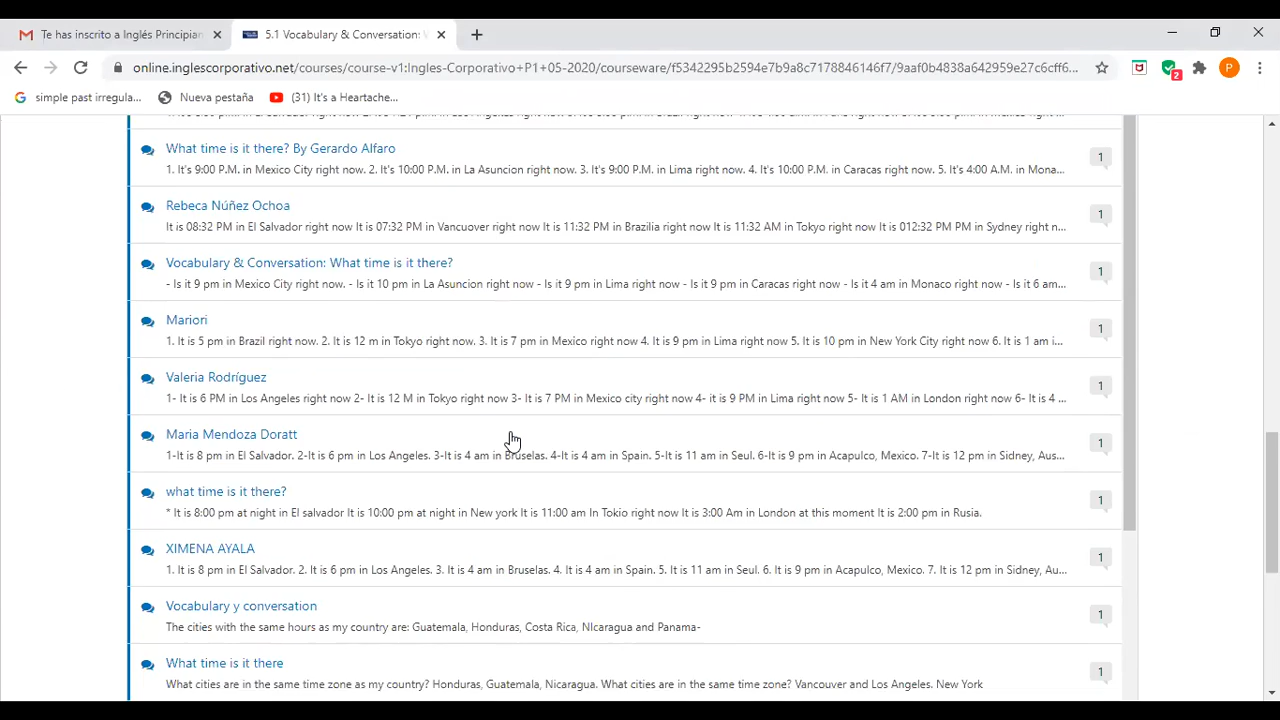 Te has inscrito a Inglés Principian
5.1 Vocabulary & Conversation: W
online.inglescorporativo.net/courses/course-v1:Ingles-Corporativo+P1+05-2020/courseware/f5342295b2594e7b9a8c7178846146f7/9aaf0b4838a642959e27c6cff6...
2
P
simple past irregula...
Nueva pestaña
(31) It's a Heartache...
What time is it there? By Gerardo Alfaro
1. It's 9:00 P.M. in Mexico City right now. 2. It's 10:00 P.M. in La Asuncion right now. 3. It's 9:00 P.M. in Lima right now. 4. It's 10:00 P.M. in Caracas right now. 5. It's 4:00 A.M. in Mona...
1
Rebeca Núñez Ochoa
It is 08:32 PM in El Salvador right now It is 07:32 PM in Vancuover right now It is 11:32 PM in Brazilia right now It is 11:32 AM in Tokyo right now It is 012:32 PM PM in Sydney right n...
1
Vocabulary & Conversation: What time is it there?
- Is it 9 pm in Mexico City right now. - Is it 10 pm in La Asuncion right now - Is it 9 pm in Lima right now - Is it 9 pm in Caracas right now - Is it 4 am in Monaco right now - Is it 6 am...
1
Mariori
1. It is 5 pm in Brazil right now. 2. It is 12 m in Tokyo right now. 3. It is 7 pm in Mexico right now 4. It is 9 pm in Lima right now 5. It is 10 pm in New York City right now 6. It is 1 am i...
1
Valeria Rodríguez
1- It is 6 PM in Los Angeles right now 2- It is 12 M in Tokyo right now 3- It is 7 PM in Mexico city right now 4- it is 9 PM in Lima right now 5- It is 1 AM in London right now 6- It is 4 ...
1
Maria Mendoza Doratt
1-It is 8 pm in El Salvador. 2-It is 6 pm in Los Angeles. 3-It is 4 am in Bruselas. 4-It is 4 am in Spain. 5-It is 11 am in Seul. 6-It is 9 pm in Acapulco, Mexico. 7-It is 12 pm in Sidney, Aus...
1
what time is it there?
* It is 8:00 pm at night in El salvador It is 10:00 pm at night in New york It is 11:00 am In Tokio right now It is 3:00 Am in London at this moment It is 2:00 pm in Rusia.
1
XIMENA AYALA
1. It is 8 pm in El Salvador. 2. It is 6 pm in Los Angeles. 3. It is 4 am in Bruselas. 4. It is 4 am in Spain. 5. It is 11 am in Seul. 6. It is 9 pm in Acapulco, Mexico. 7. It is 12 pm in Sidney, Au...
1
Vocabulary y conversation
The cities with the same hours as my country are: Guatemala, Honduras, Costa Rica, NIcaragua and Panama-
1
What time is it there
What cities are in the same time zone as my country? Honduras, Guatemala, Nicaragua. What cities are in the same time zone? Vancouver and Los Angeles. New York
1